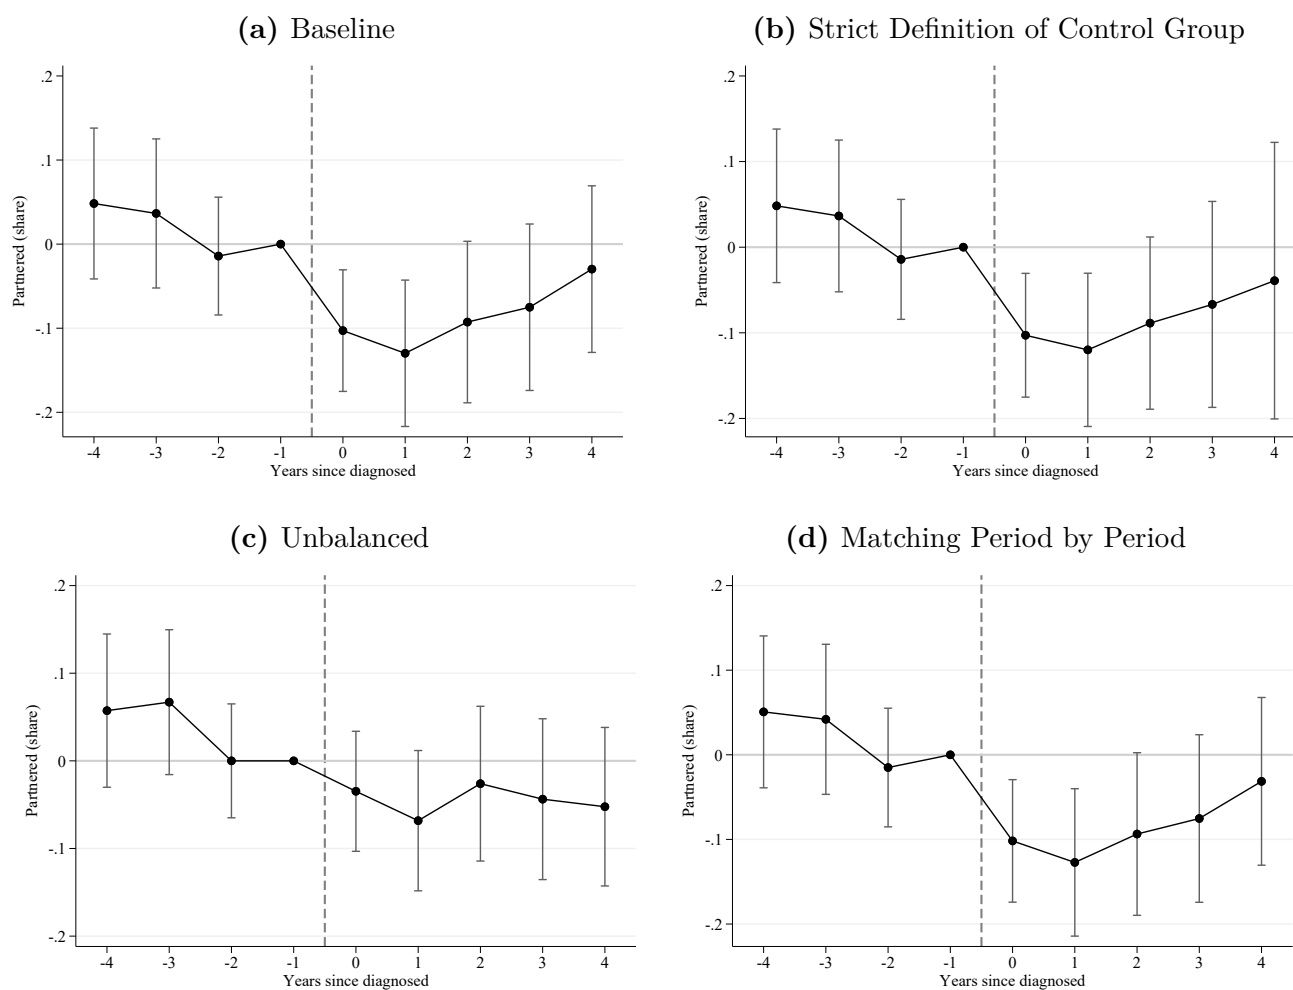 (a) Baseline
.2
.1
0
-.1
-.2
Partnered (share)
-4 -3 -2 -1 0 1 2 3 4
Years since diagnosed
(b) Strict Definition of Control Group
.2
.1
0
-.1
-.2
Partnered (share)
-4 -3 -2 -1 0 1 2 3 4
Years since diagnosed
(c) Unbalanced
.2
.1
0
-.1
-.2
Partnered (share)
-4 -3 -2 -1 0 1 2 3 4
Years since diagnosed
(d) Matching Period by Period
.2
.1
0
-.1
-.2
Partnered (share)
-4 -3 -2 -1 0 1 2 3 4
Years since diagnosed